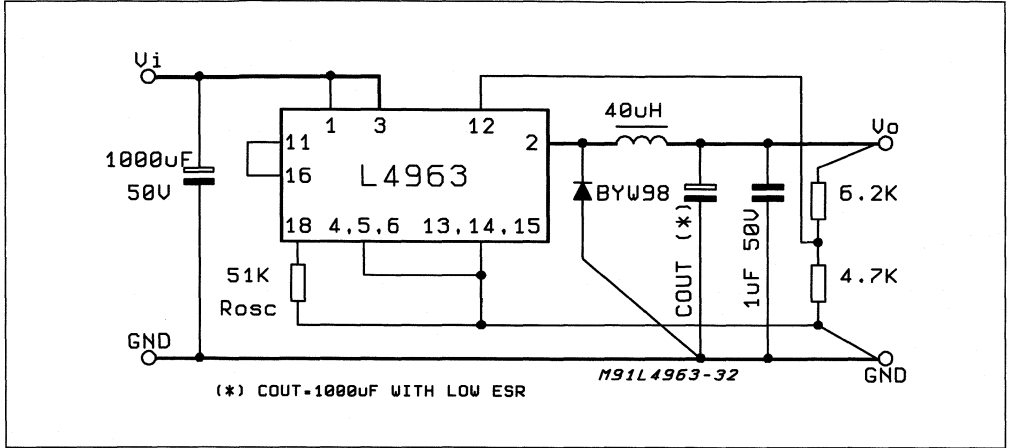 Vi
40uH
1 3 12
Vo
11
2
1000uF
50V
16
L4963
BYW98
6.2K
18 4,5,6 13,14,15
COUT (*)
1uF 50V
51K
Rosc
4.7K
GND
GND
M91L4963-32
(*) COUT=1000uF WITH LOW ESR